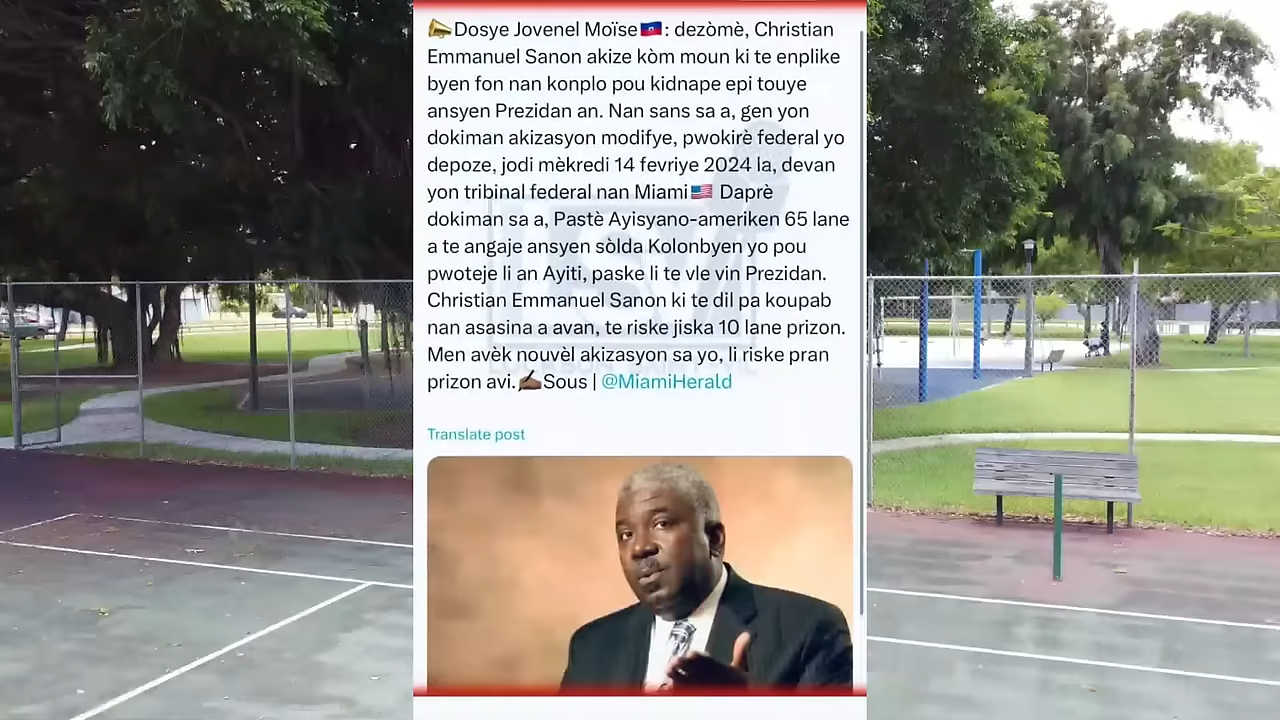 📣Dosye Jovenel Moïse🇭🇹: dezòmè, Christian
Emmanuel Sanon akize kòm moun ki te enplike
byen fon nan konplo pou kidnape epi touye
ansyen Prezidan an. Nan sans sa a, gen yon
dokiman akizasyon modifye, pwokirè federal yo
depoze, jodi mèkredi 14 fevriye 2024 la, devan
yon tribinal federal nan Miami🇺🇸 Daprè
dokiman sa a, Pastè Ayisyano-ameriken 65 lane
a te angaje ansyen sòlda Kolonbyen yo pou
pwoteje li an Ayiti, paske li te vle vin Prezidan.
Christian Emmanuel Sanon ki te dil pa koupab
nan asasina a avan, te riske jiska 10 lane prizon.
Men avèk nouvèl akizasyon sa yo, li riske pran
prizon avi.✍🏾Sous | @MiamiHerald
Translate post